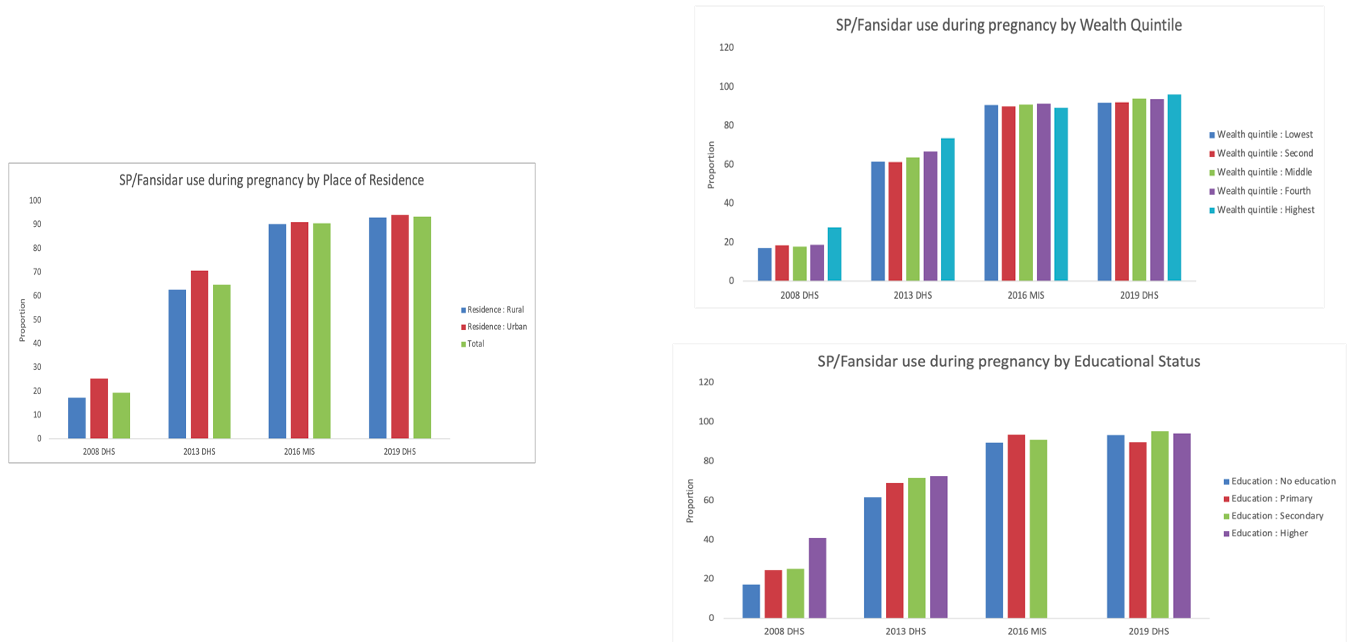 SP/Fansidar use during pregnancy by Place of Residence
100
90
80
70
60
50
40
30
20
10
0
Proportion
2008 DHS
2013 DHS
2016 MIS
2019 DHS
Residence : Rural
Residence : Urban
Total
SP/Fansidar use during pregnancy by Wealth Quintile
120
100
80
60
40
20
0
Proportion
2008 DHS
2013 DHS
2016 MIS
2019 DHS
Wealth quintile : Lowest
Wealth quintile : Second
Wealth quintile : Middle
Wealth quintile : Fourth
Wealth quintile : Highest
SP/Fansidar use during pregnancy by Educational Status
120
100
80
60
40
20
0
Proportion
2008 DHS
2013 DHS
2016 MIS
2019 DHS
Education : No education
Education : Primary
Education : Secondary
Education : Higher